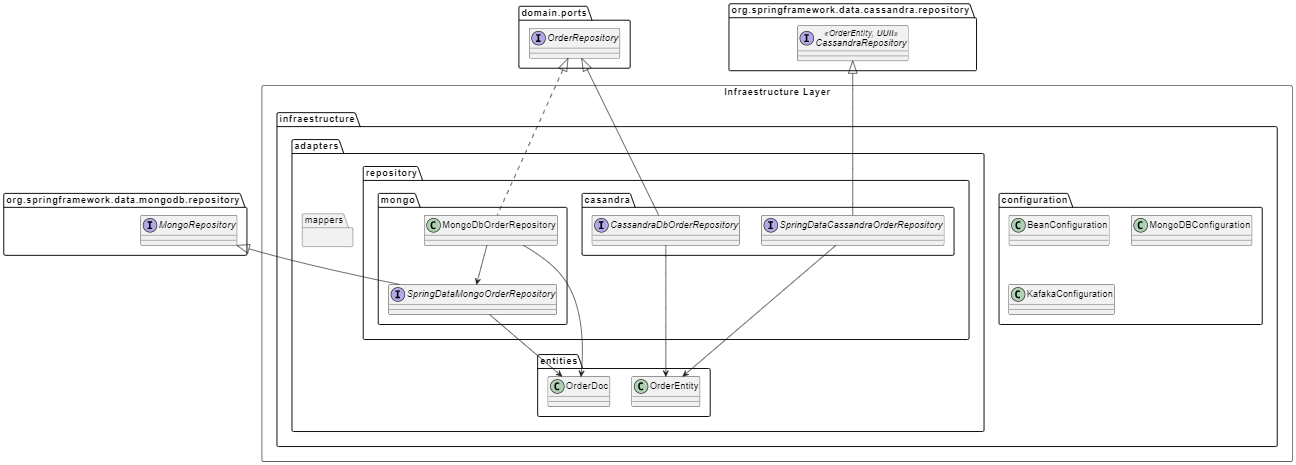 domain.ports
I OrderRepository
org.springframework.data.cassandra.repository
I «OrderEntity, UUII»
CassandraRepository
Infraestructure Layer
infraestructure
adapters
repository
org.springframework.data.mongodb.repository
I MongoRepository
mappers
mongo
C MongoDbOrderRepository
I SpringDataMongoOrderRepository
casandra
I CassandraDbOrderRepository
I SpringDataCassandraOrderRepository
entities
C OrderDoc
C OrderEntity
configuration
C BeanConfiguration
C MongoDBConfiguration
C KafakaConfiguration